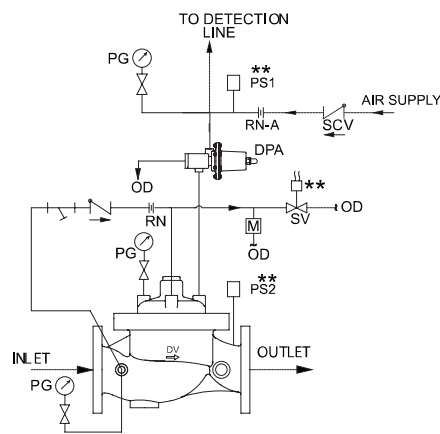 TO DETECTION
LINE
PG
**
PS1
AIR SUPPLY
RN-A
SCV
DPA
OD
**
RN
SV
OD
PG
M
OD
**
PS2
DV
INLET
OUTLET
PG